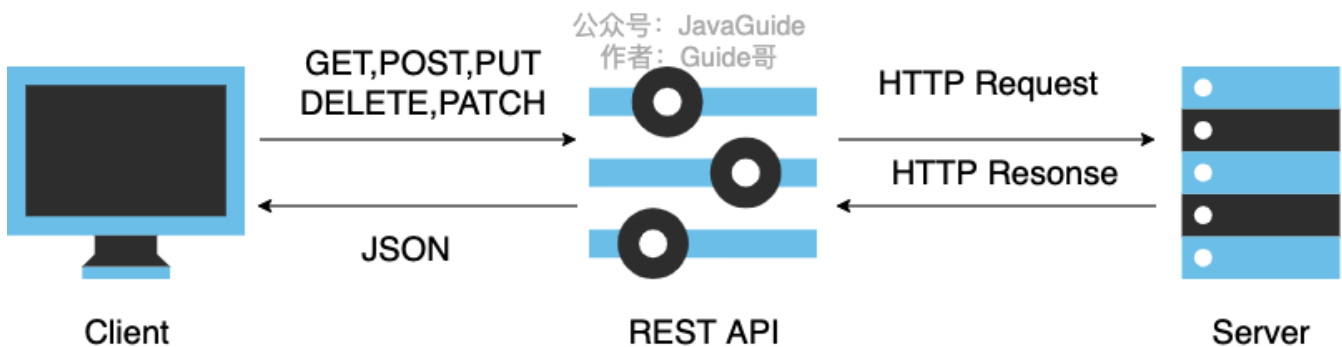 公众号：JavaGuide
作者：Guide哥
GET,POST,PUT
DELETE,PATCH
HTTP Request
HTTP Resonse
JSON
Client
REST API
Server